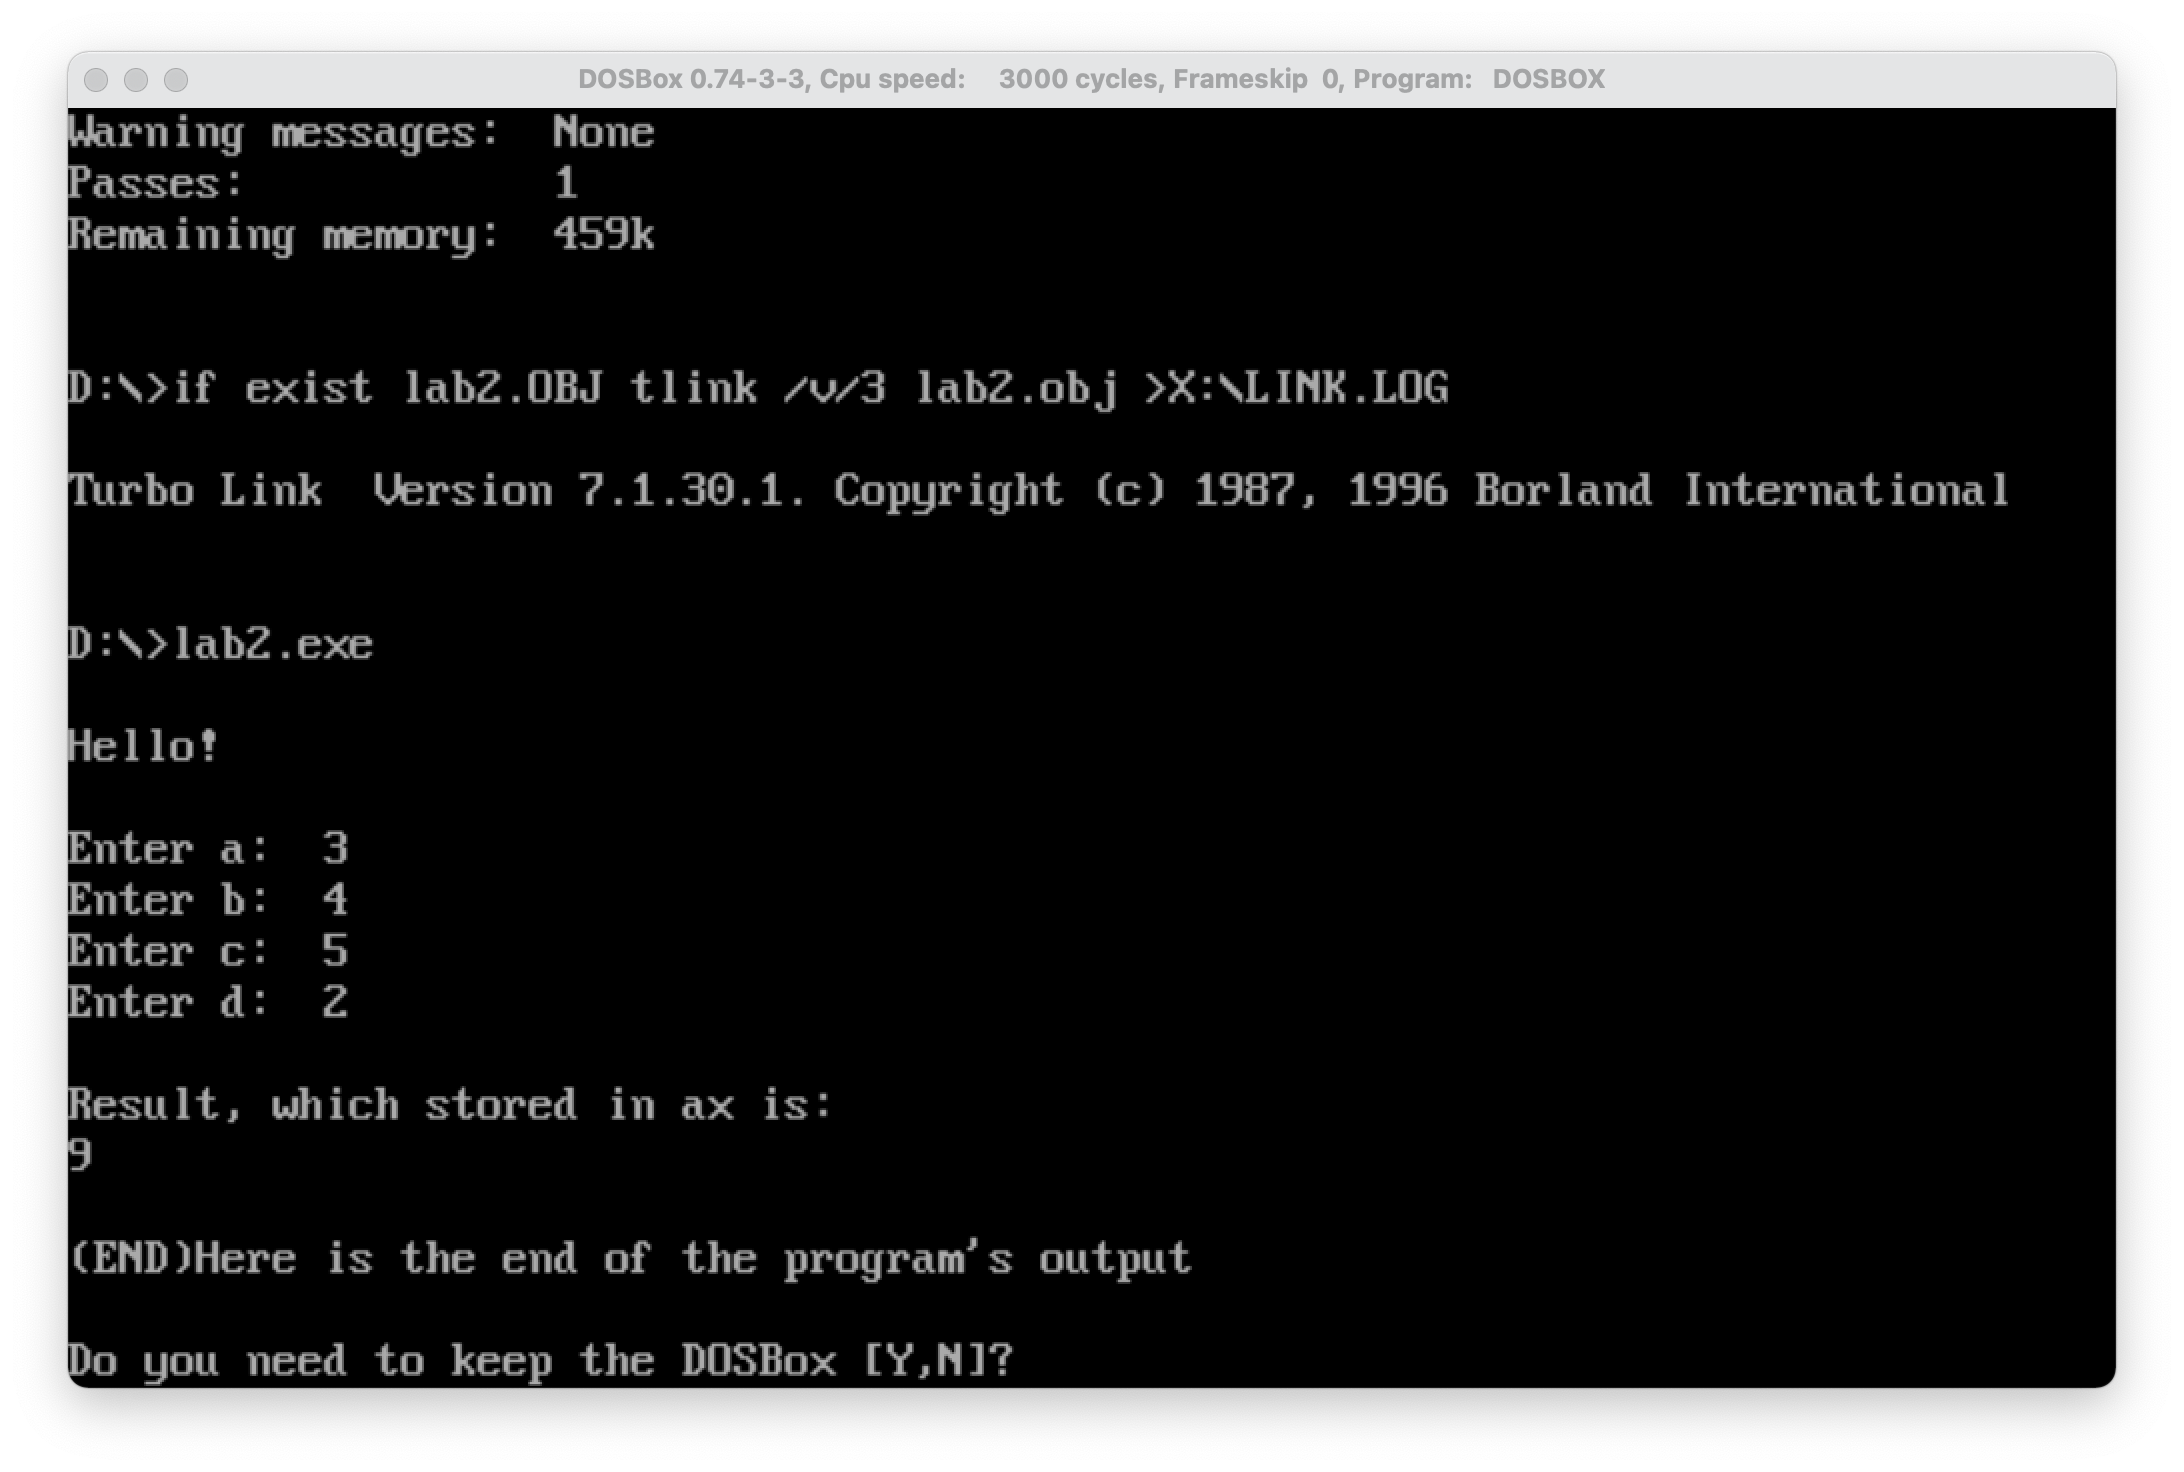 DOSBox 0.74-3-3, Cpu speed:    3000 cycles, Frameskip  0, Program:   DOSBOX
Warning messages:  None
Passes:            1
Remaining memory:  459k
D:\>if exist lab2.OBJ tlink /v/3 lab2.obj >X:\LINK.LOG
Turbo Link  Version 7.1.30.1. Copyright (c) 1987, 1996 Borland International
D:\>lab2.exe
Hello!
Enter a:  3
Enter b:  4
Enter c:  5
Enter d:  2
Result, which stored in ax is:
9
(END)Here is the end of the program's output
Do you need to keep the DOSBox [Y,N]?